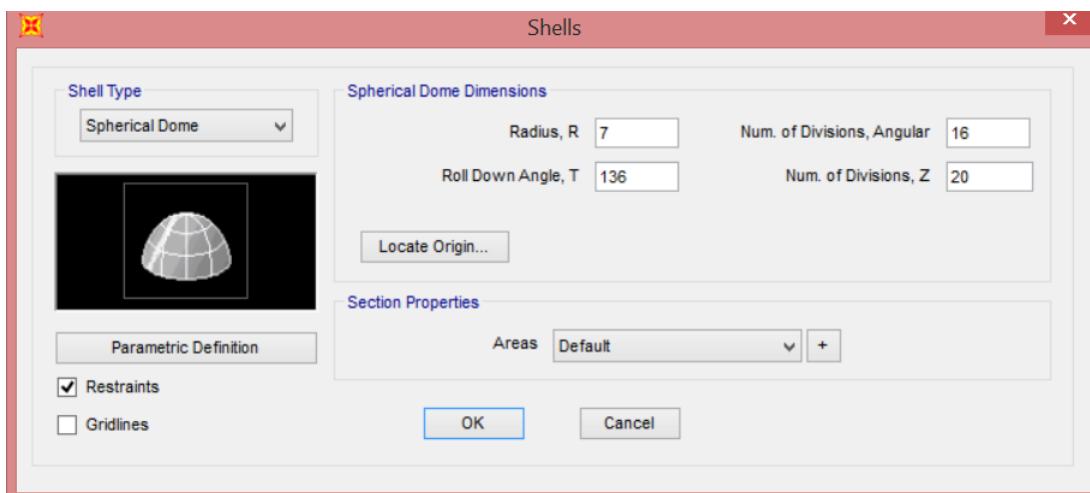 Shells
Shell Type
Spherical Dome
Parametric Definition
Restraints
Gridlines
Spherical Dome Dimensions
Radius, R 7 Num. of Divisions, Angular 16
Roll Down Angle, T 136 Num. of Divisions, Z 20
Locate Origin...
Section Properties
Areas Default +
OK Cancel